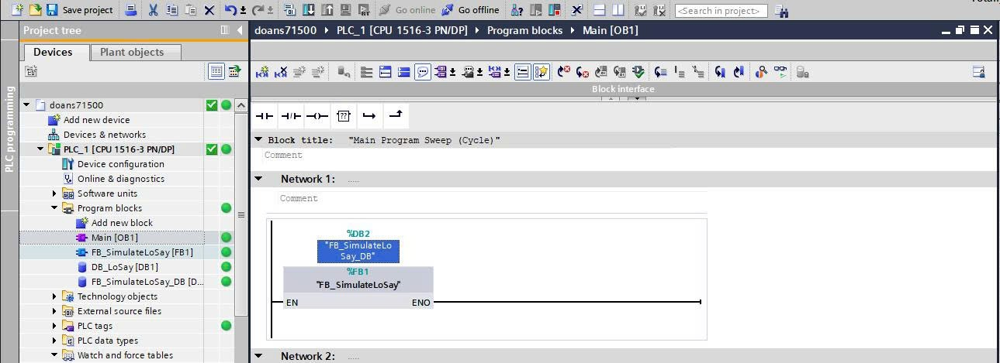 Save project
Go online
Go offline
<Search in project>
Project tree
doans71500 ▸ PLC_1 [CPU 1516-3 PN/DP] ▸ Program blocks ▸ Main [OB1]
Devices
Plant objects
PLC programming
Block interface
doans71500
Add new device
Devices & networks
PLC_1 [CPU 1516-3 PN/DP]
Device configuration
Online & diagnostics
Software units
Program blocks
Add new block
Main [OB1]
FB_SimulateLoSay [FB1]
DB_LoSay [DB1]
FB_SimulateLoSay_DB [D...
Technology objects
External source files
PLC tags
PLC data types
Watch and force tables
??
Block title: "Main Program Sweep (Cycle)"
Comment
Network 1: .....
Comment
%DB2
"FB_SimulateLo
Say_DB"
%FB1
"FB_SimulateLoSay"
EN ENO
Network 2: .....